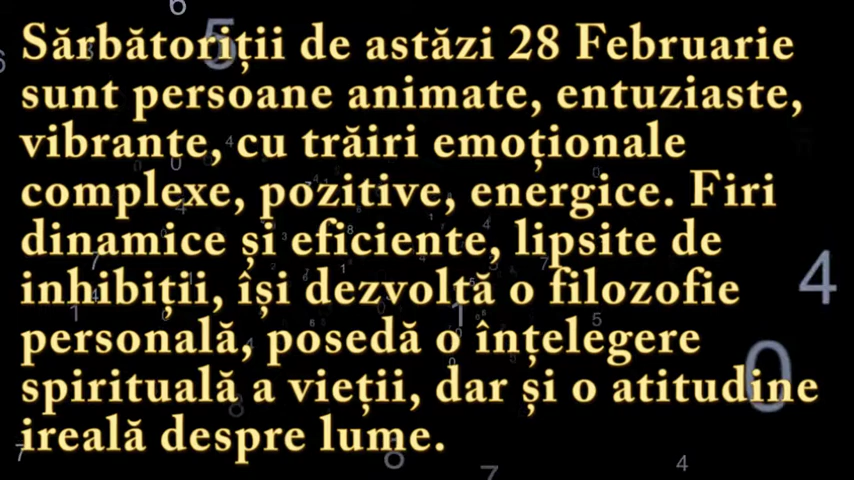 Sărbătoriții de astăzi 28 Februarie
sunt persoane animate, entuziaste,
vibrante, cu trăiri emoționale
complexe, pozitive, energice. Firi
dinamice și eficiente, lipsite de
inhibiții, își dezvoltă o filozofie
personală, posedă o înțelegere
spirituală a vieții, dar și o atitudine
ireală despre lume.